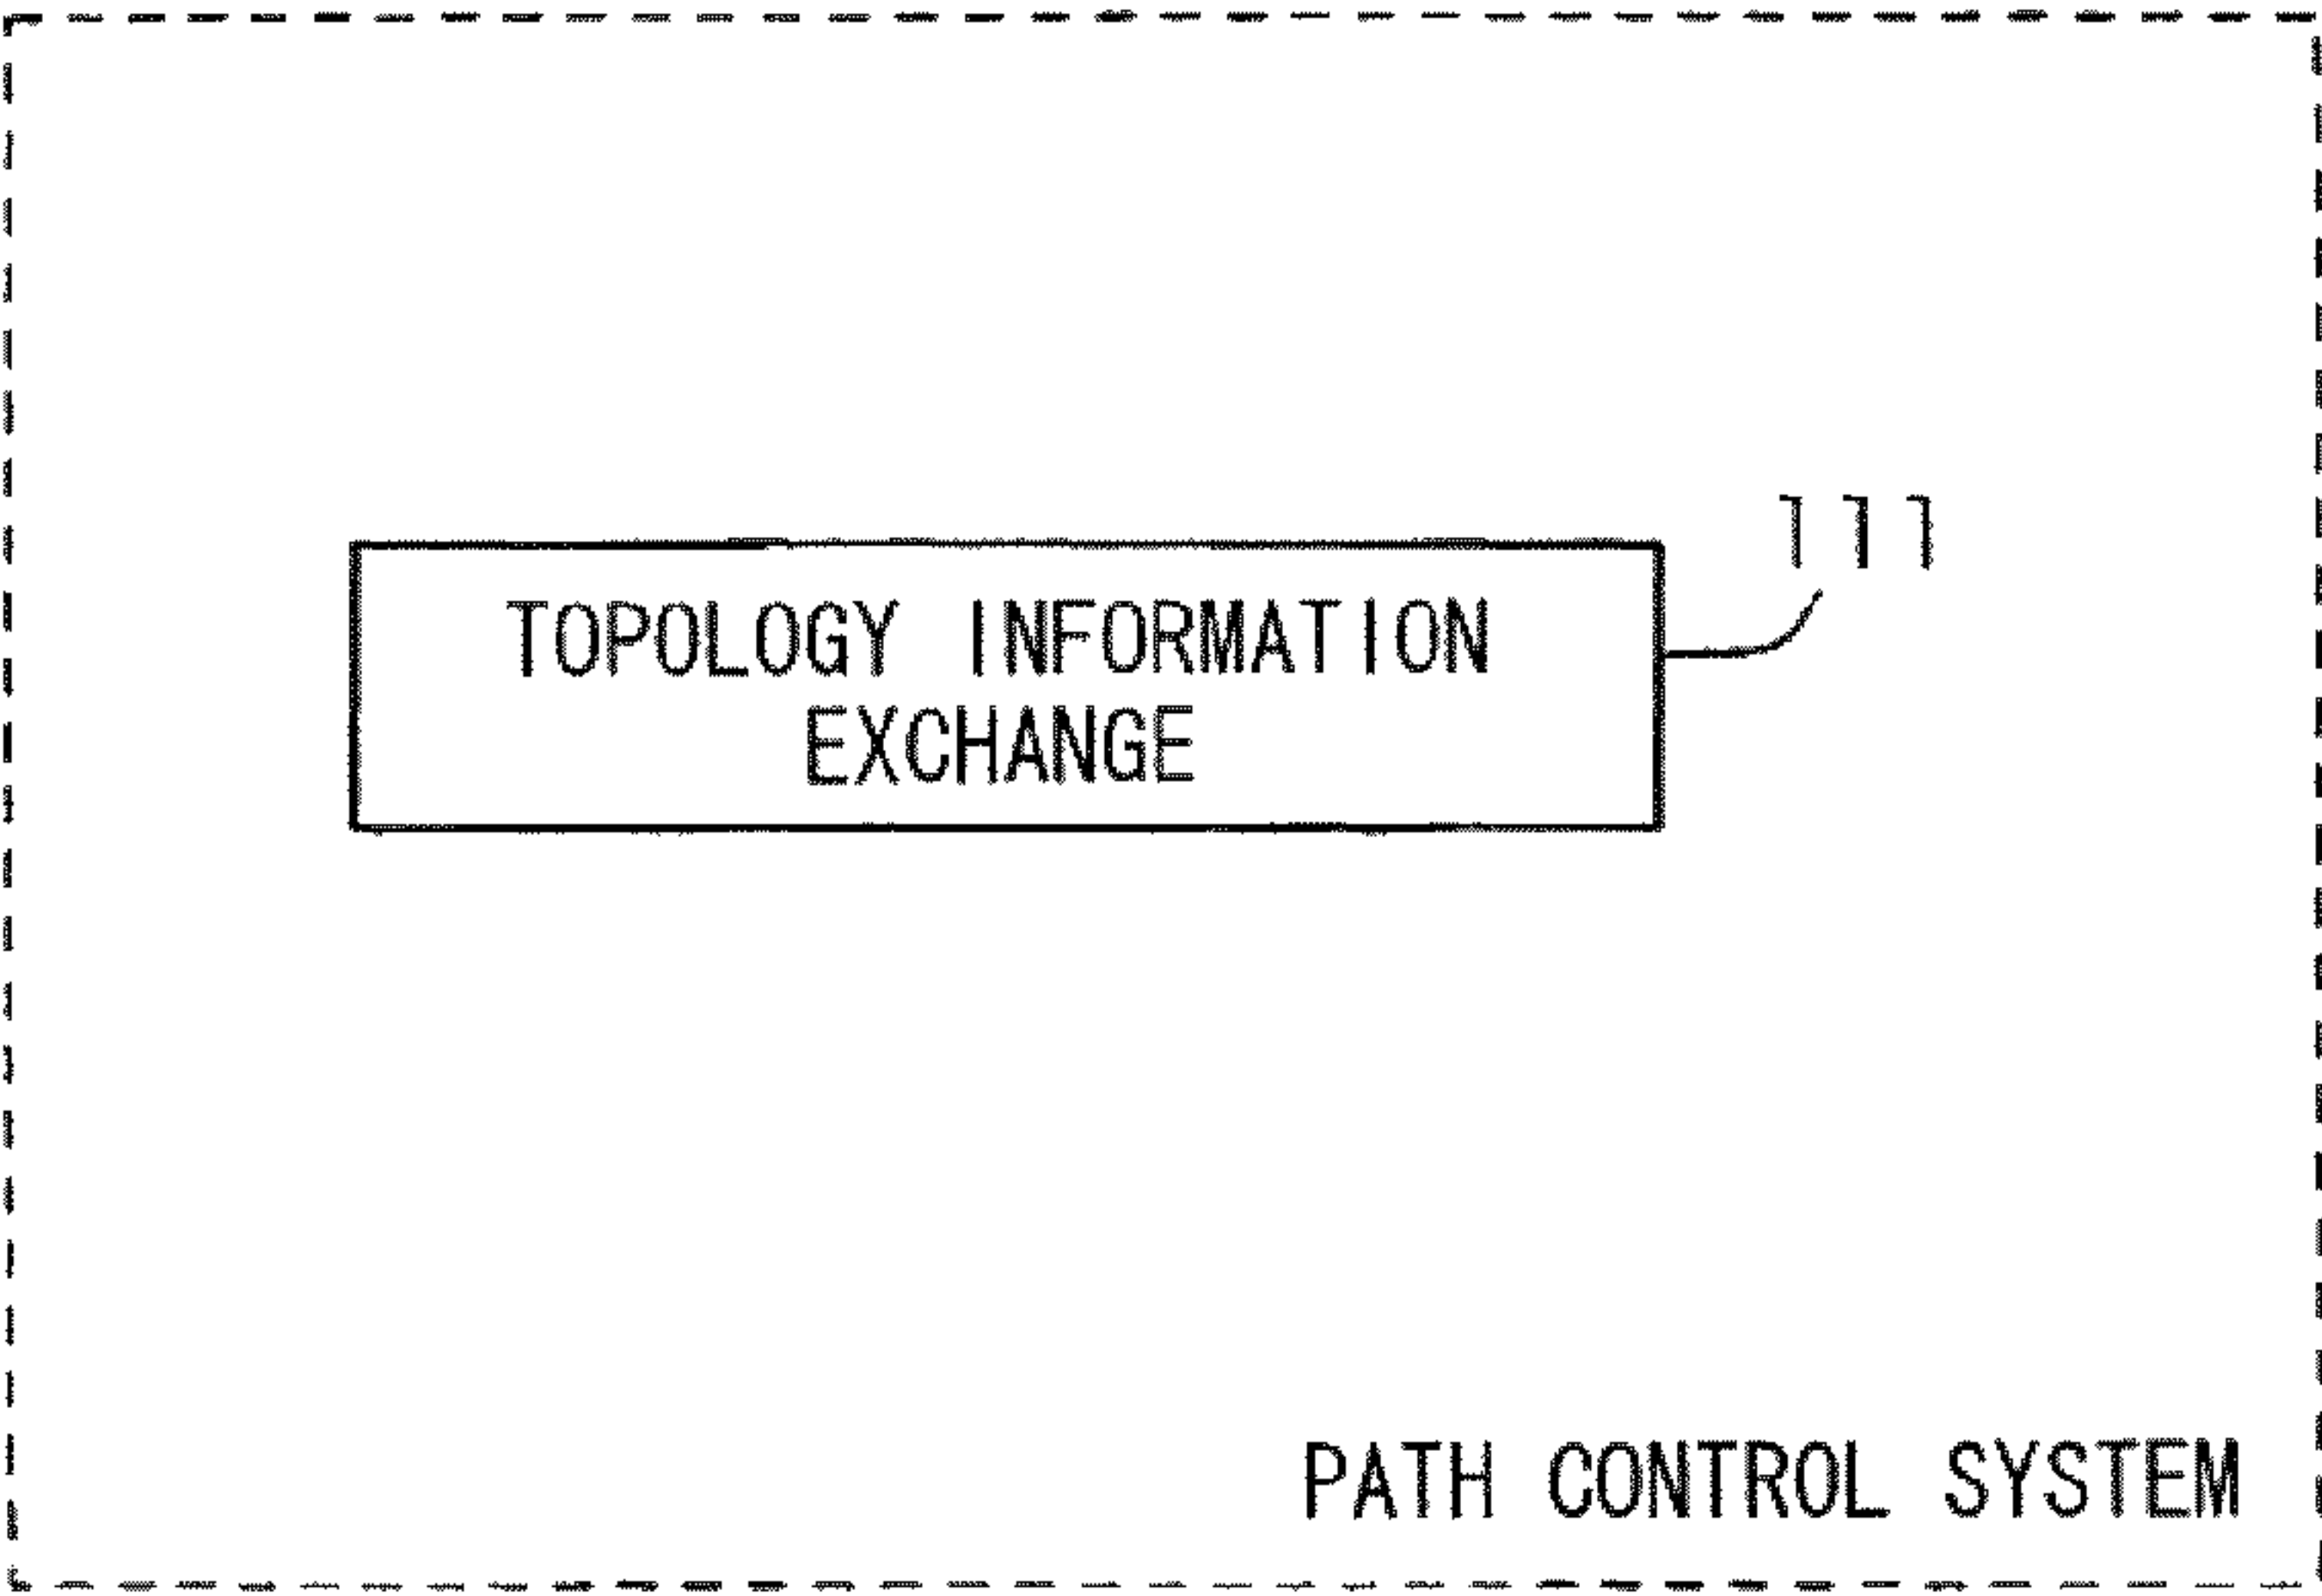 111
TOPOLOGY INFORMATION
EXCHANGE
PATH CONTROL SYSTEM